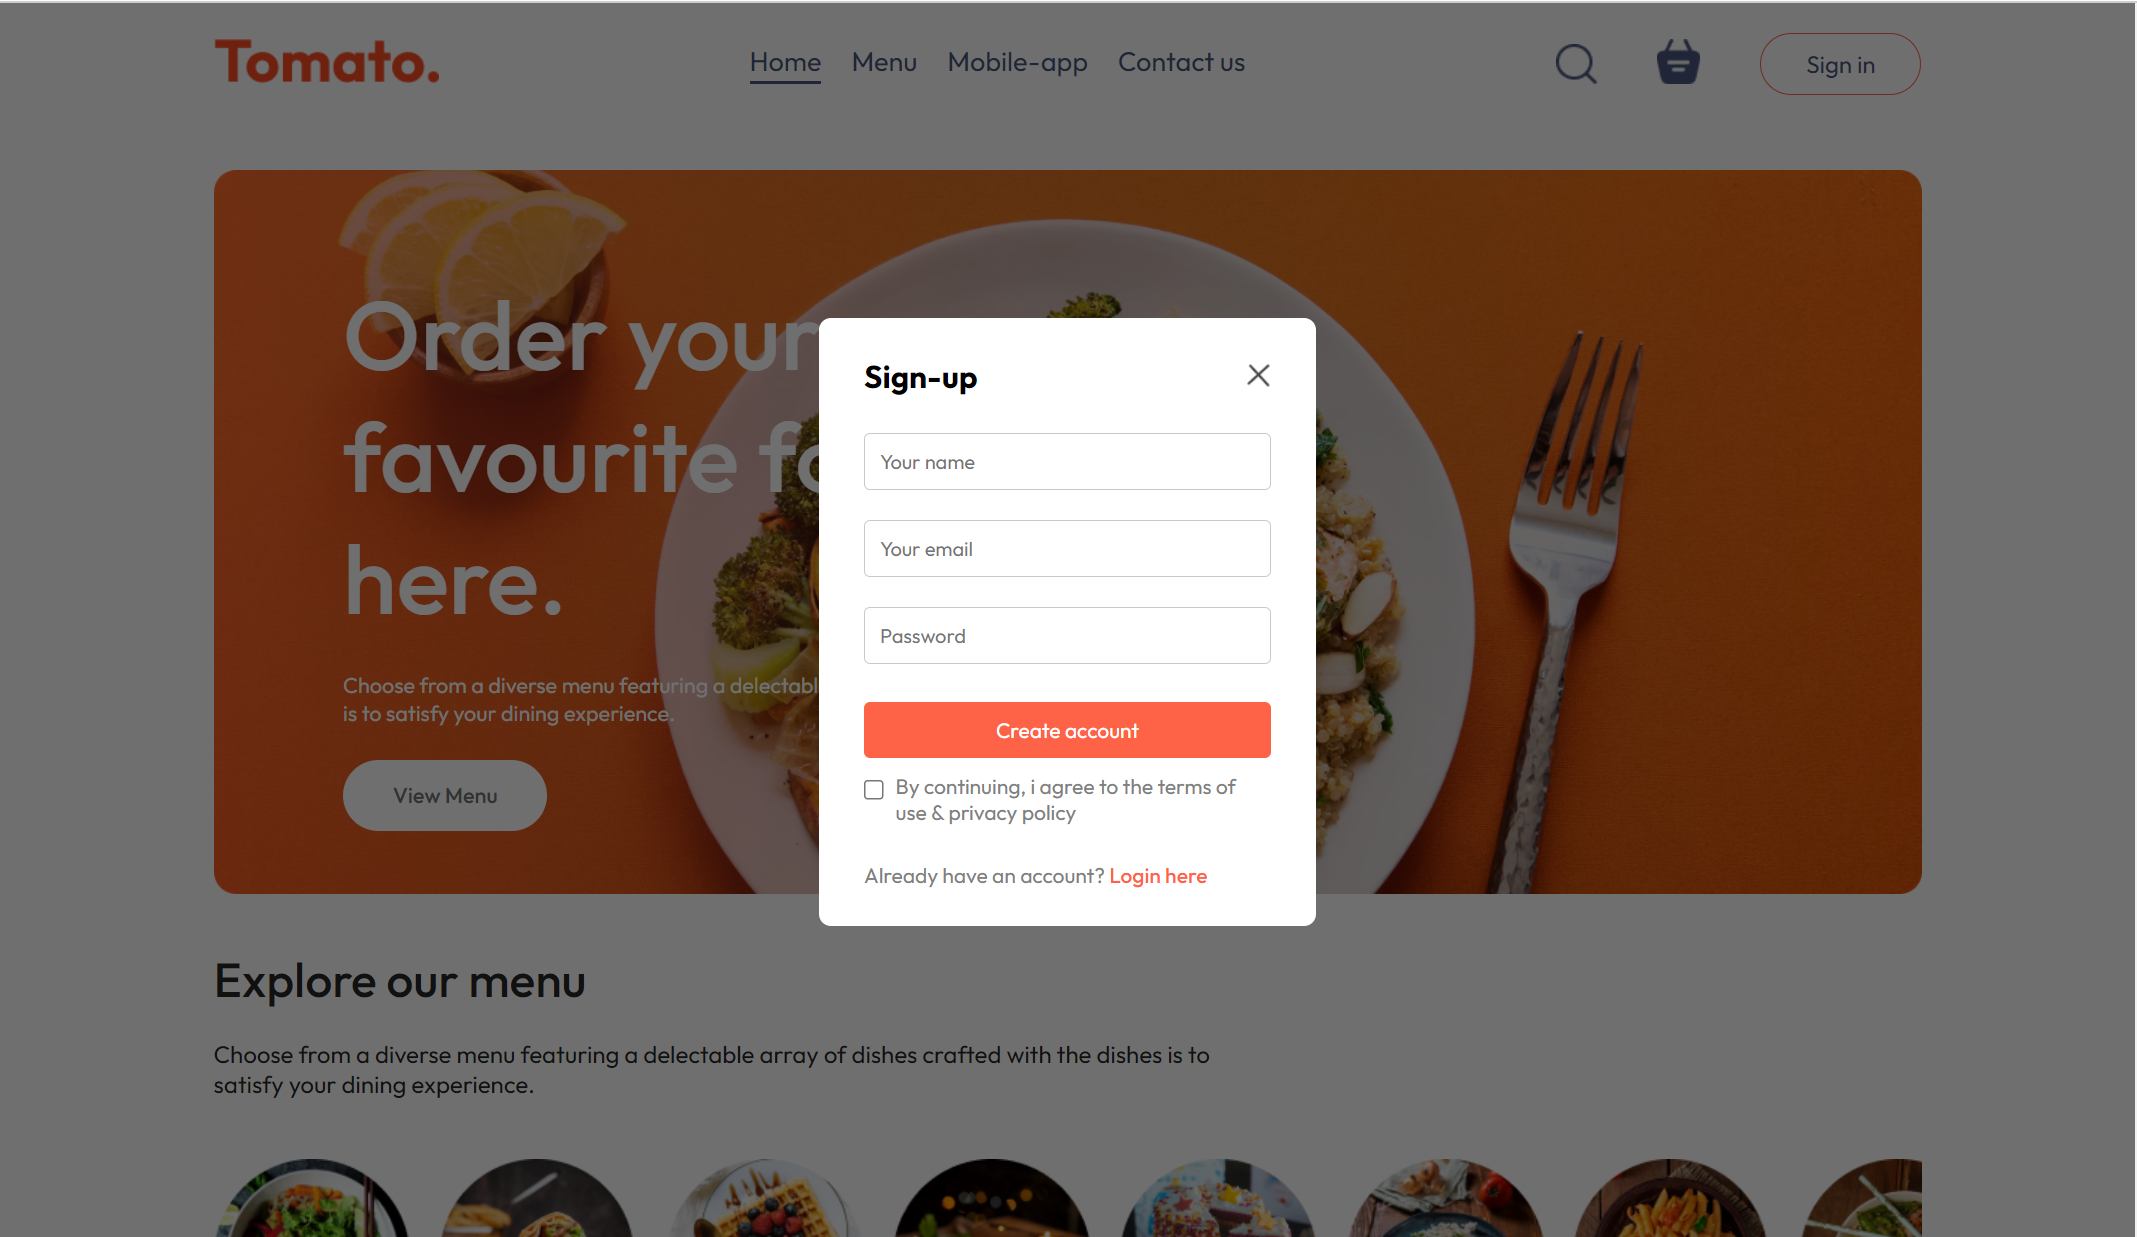 Tomato.
Home Menu Mobile-app Contact us
Sign in
Order your
favourite
here.
Choose from a diverse menu featuring a
is to satisfy your dining experience.
View Menu
Sign-up
Your name
Your email
Password
Create account
By continuing, i agree to the terms of
use & privacy policy
Already have an account? Login here
Explore our menu
Choose from a diverse menu featuring a delectable array of dishes crafted with the dishes is to
satisfy your dining experience.